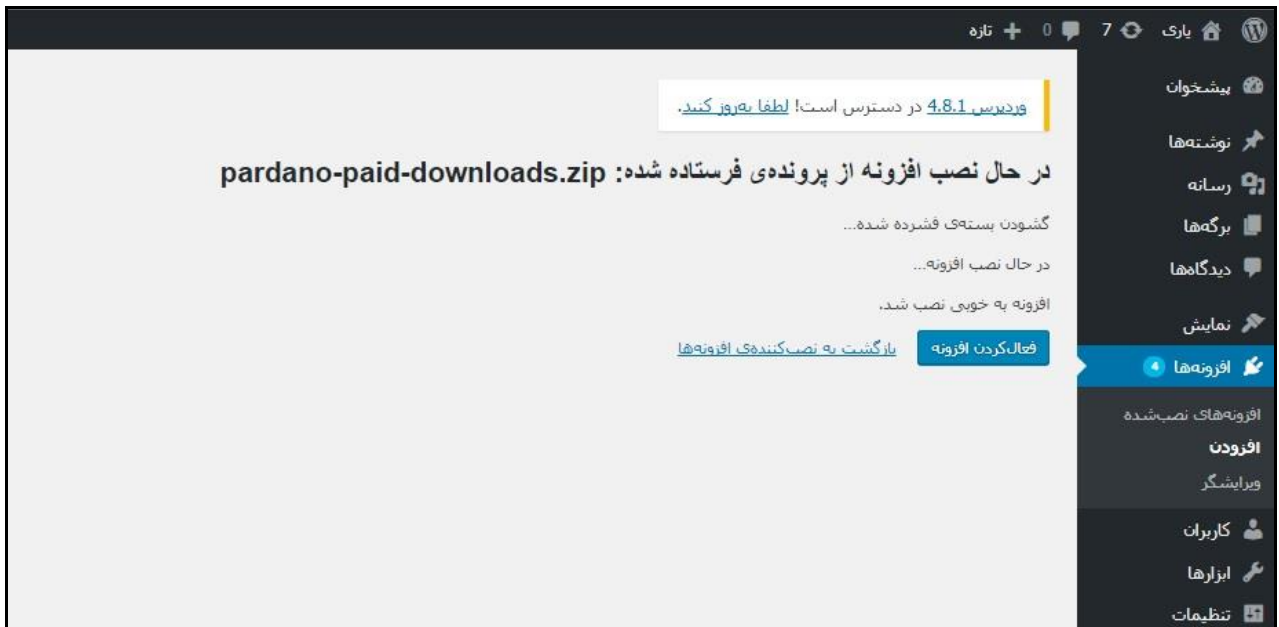 یاری 7 0 تازه
وردپرس 4.8.1 در دسترس است! لطفا به‌روز کنید.
در حال نصب افزونه از پرونده‌ی فرستاده شده: pardano-paid-downloads.zip
گشودن بسته‌ی فشرده شده...
در حال نصب افزونه...
افزونه به خوبی نصب شد.
فعال‌کردن افزونه بازگشت به نصب‌کننده‌ی افزونه‌ها
پیشخوان
نوشته‌ها
رسانه
برگه‌ها
دیدگاه‌ها
نمایش
افزونه‌ها 4
افزونه‌های نصب‌شده
افزودن
ویرایشگر
کاربران
ابزارها
تنظیمات